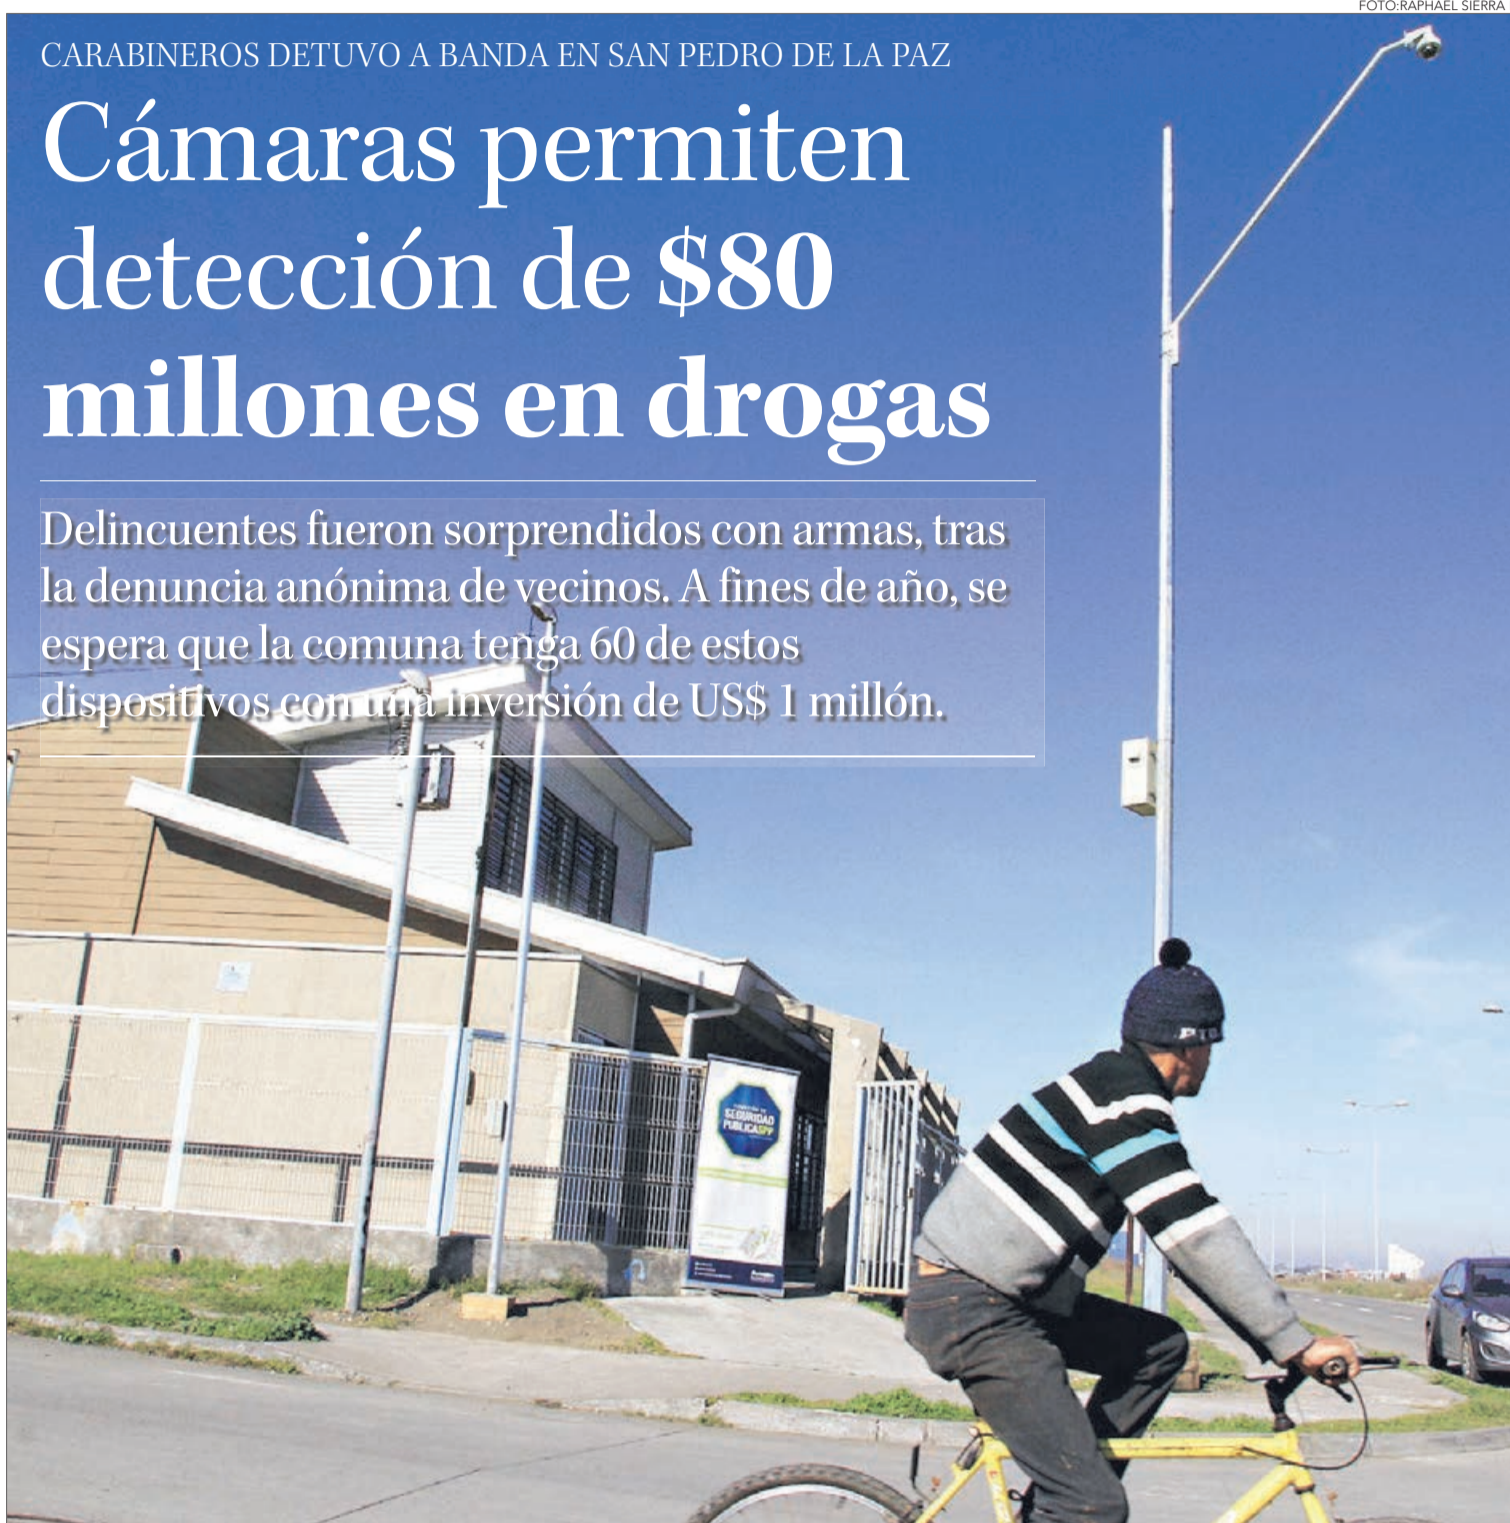 FOTO:RAPHAEL SIERRA
CARABINEROS DETUVO A BANDA EN SAN PEDRO DE LA PAZ
Cámaras permiten
detección de $80
millones en drogas
Delincuentes fueron sorprendidos con armas, tras
la denuncia anónima de vecinos. A fines de año, se
espera que la comuna tenga 60 de estos
dispositivos con una inversión de US$ 1 millón.
SEGURIDAD
PUBLICASPP